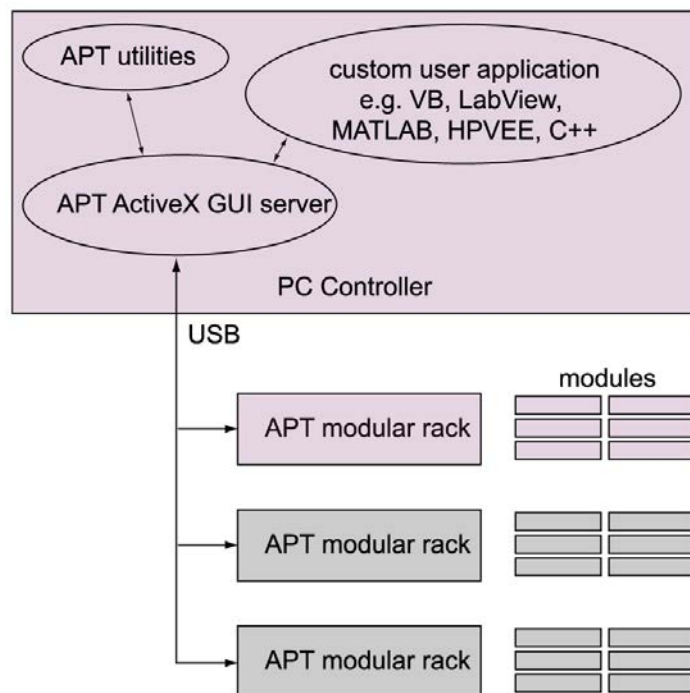 APT utilities
custom user application
e.g. VB, LabView,
MATLAB, HPVEE, C++
APT ActiveX GUI server
PC Controller
USB
modules
APT modular rack
APT modular rack
APT modular rack